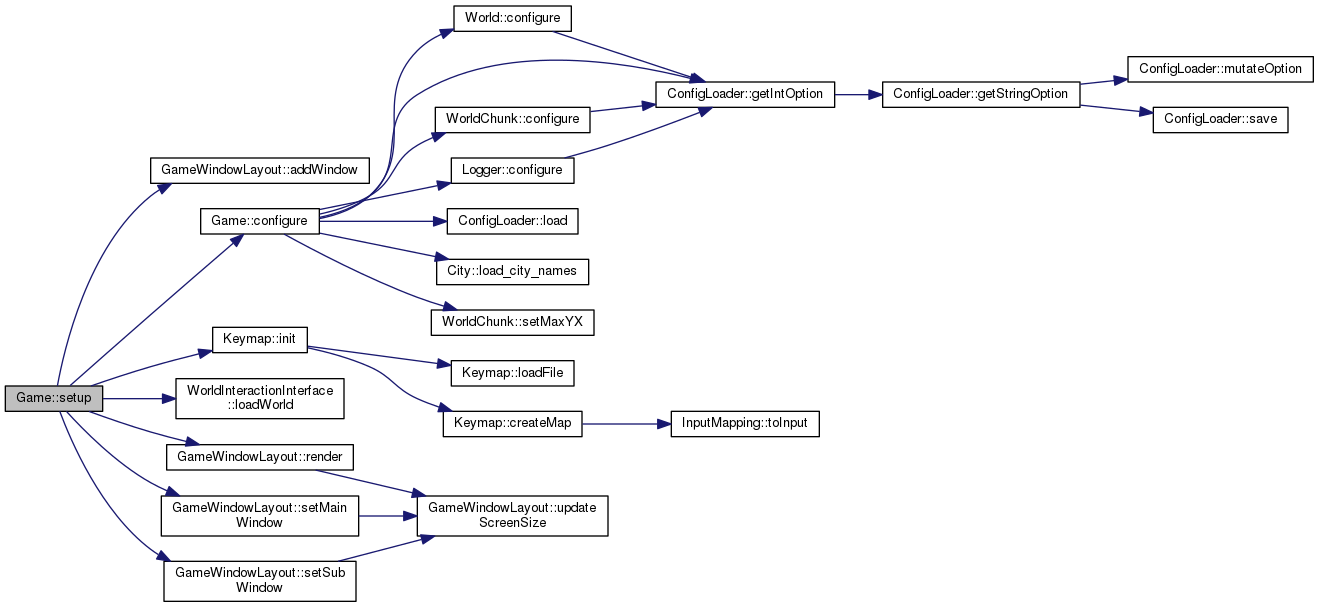 World::configure
ConfigLoader::mutateOption
ConfigLoader::getIntOption
ConfigLoader::getStringOption
WorldChunk::configure
ConfigLoader::save
GameWindowLayout::addWindow
Logger::configure
Game::configure
ConfigLoader::load
City::load_city_names
WorldChunk::setMaxYX
Keymap::init
Keymap::loadFile
Game::setup
WorldInteractionInterface
::loadWorld
Keymap::createMap
InputMapping::toInput
GameWindowLayout::render
GameWindowLayout::setMain
Window
GameWindowLayout::update
ScreenSize
GameWindowLayout::setSub
Window